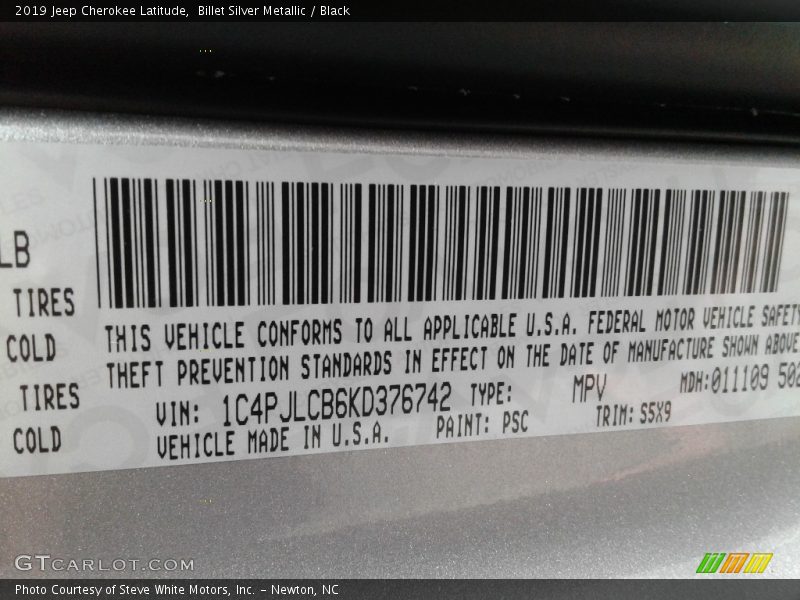 2019 Jeep Cherokee Latitude,  Billet Silver Metallic / Black
LB
TIRES
COLD
TIRES
COLD
THIS VEHICLE CONFORMS TO ALL APPLICABLE U.S.A. FEDERAL MOTOR VEHICLE SAFETY
THEFT PREVENTION STANDARDS IN EFFECT ON THE DATE OF MANUFACTURE SHOWN ABOVE
VIN: 1C4PJLCB6KD376742 TYPE: MPV MDH:011109 502
VEHICLE MADE IN U.S.A. PAINT: PSC TRIM: S5X9
GTCARLOT.COM
Photo Courtesy of Steve White Motors, Inc. – Newton, NC